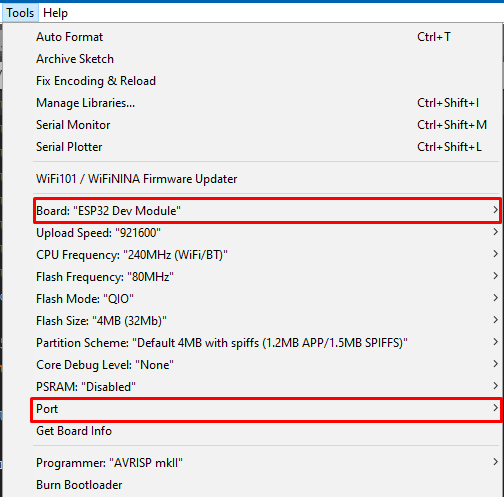 Tools Help
Auto Format Ctrl+T
Archive Sketch
Fix Encoding & Reload
Manage Libraries... Ctrl+Shift+I
Serial Monitor Ctrl+Shift+M
Serial Plotter Ctrl+Shift+L
WiFi101 / WiFiNINA Firmware Updater
Board: "ESP32 Dev Module"
Upload Speed: "921600"
CPU Frequency: "240MHz (WiFi/BT)"
Flash Frequency: "80MHz"
Flash Mode: "QIO"
Flash Size: "4MB (32Mb)"
Partition Scheme: "Default 4MB with spiffs (1.2MB APP/1.5MB SPIFFS)"
Core Debug Level: "None"
PSRAM: "Disabled"
Port
Get Board Info
Programmer: "AVRISP mkII"
Burn Bootloader